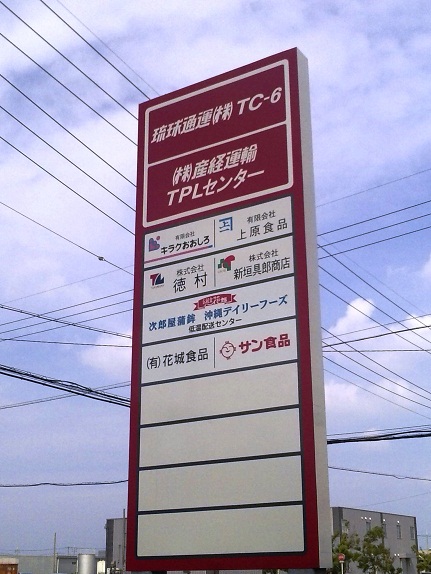 琉球通運㈱ TC-6
㈱産経運輸
TPLセンター
有限会社
キラクおおしろ
有限会社
上原食品
株式会社
徳村
株式会社
新垣具郎商店
次郎屋蒲鉾 沖縄デイリーフーズ
低温配送センター
(有)花城食品
サン食品